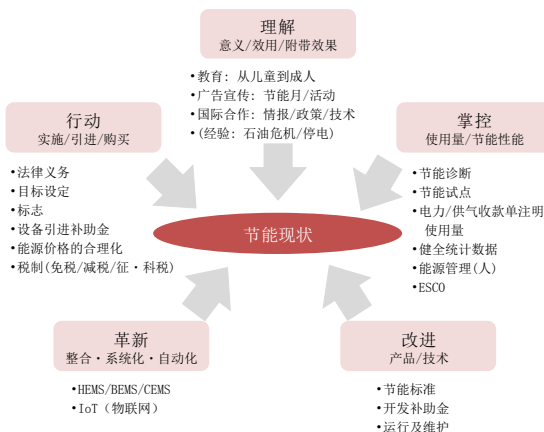 理解
意义/效用/附带效果
•教育: 从儿童到成人
•广告宣传: 节能月/活动
•国际合作: 情报/政策/技术
•(经验: 石油危机/停电)
行动
实施/引进/购买
•法律义务
•目标设定
•标志
•设备引进补助金
•能源价格的合理化
•税制(免税/减税/征・科税)
掌控
使用量/节能性能
•节能诊断
•节能试点
•电力/供气收款单注明
使用量
•健全统计数据
•能源管理(人)
•ESCO
节能现状
革新
整合・系统化・自动化
•HEMS/BEMS/CEMS
•IoT（物联网）
改进
产品/技术
•节能标准
•开发补助金
•运行及维护